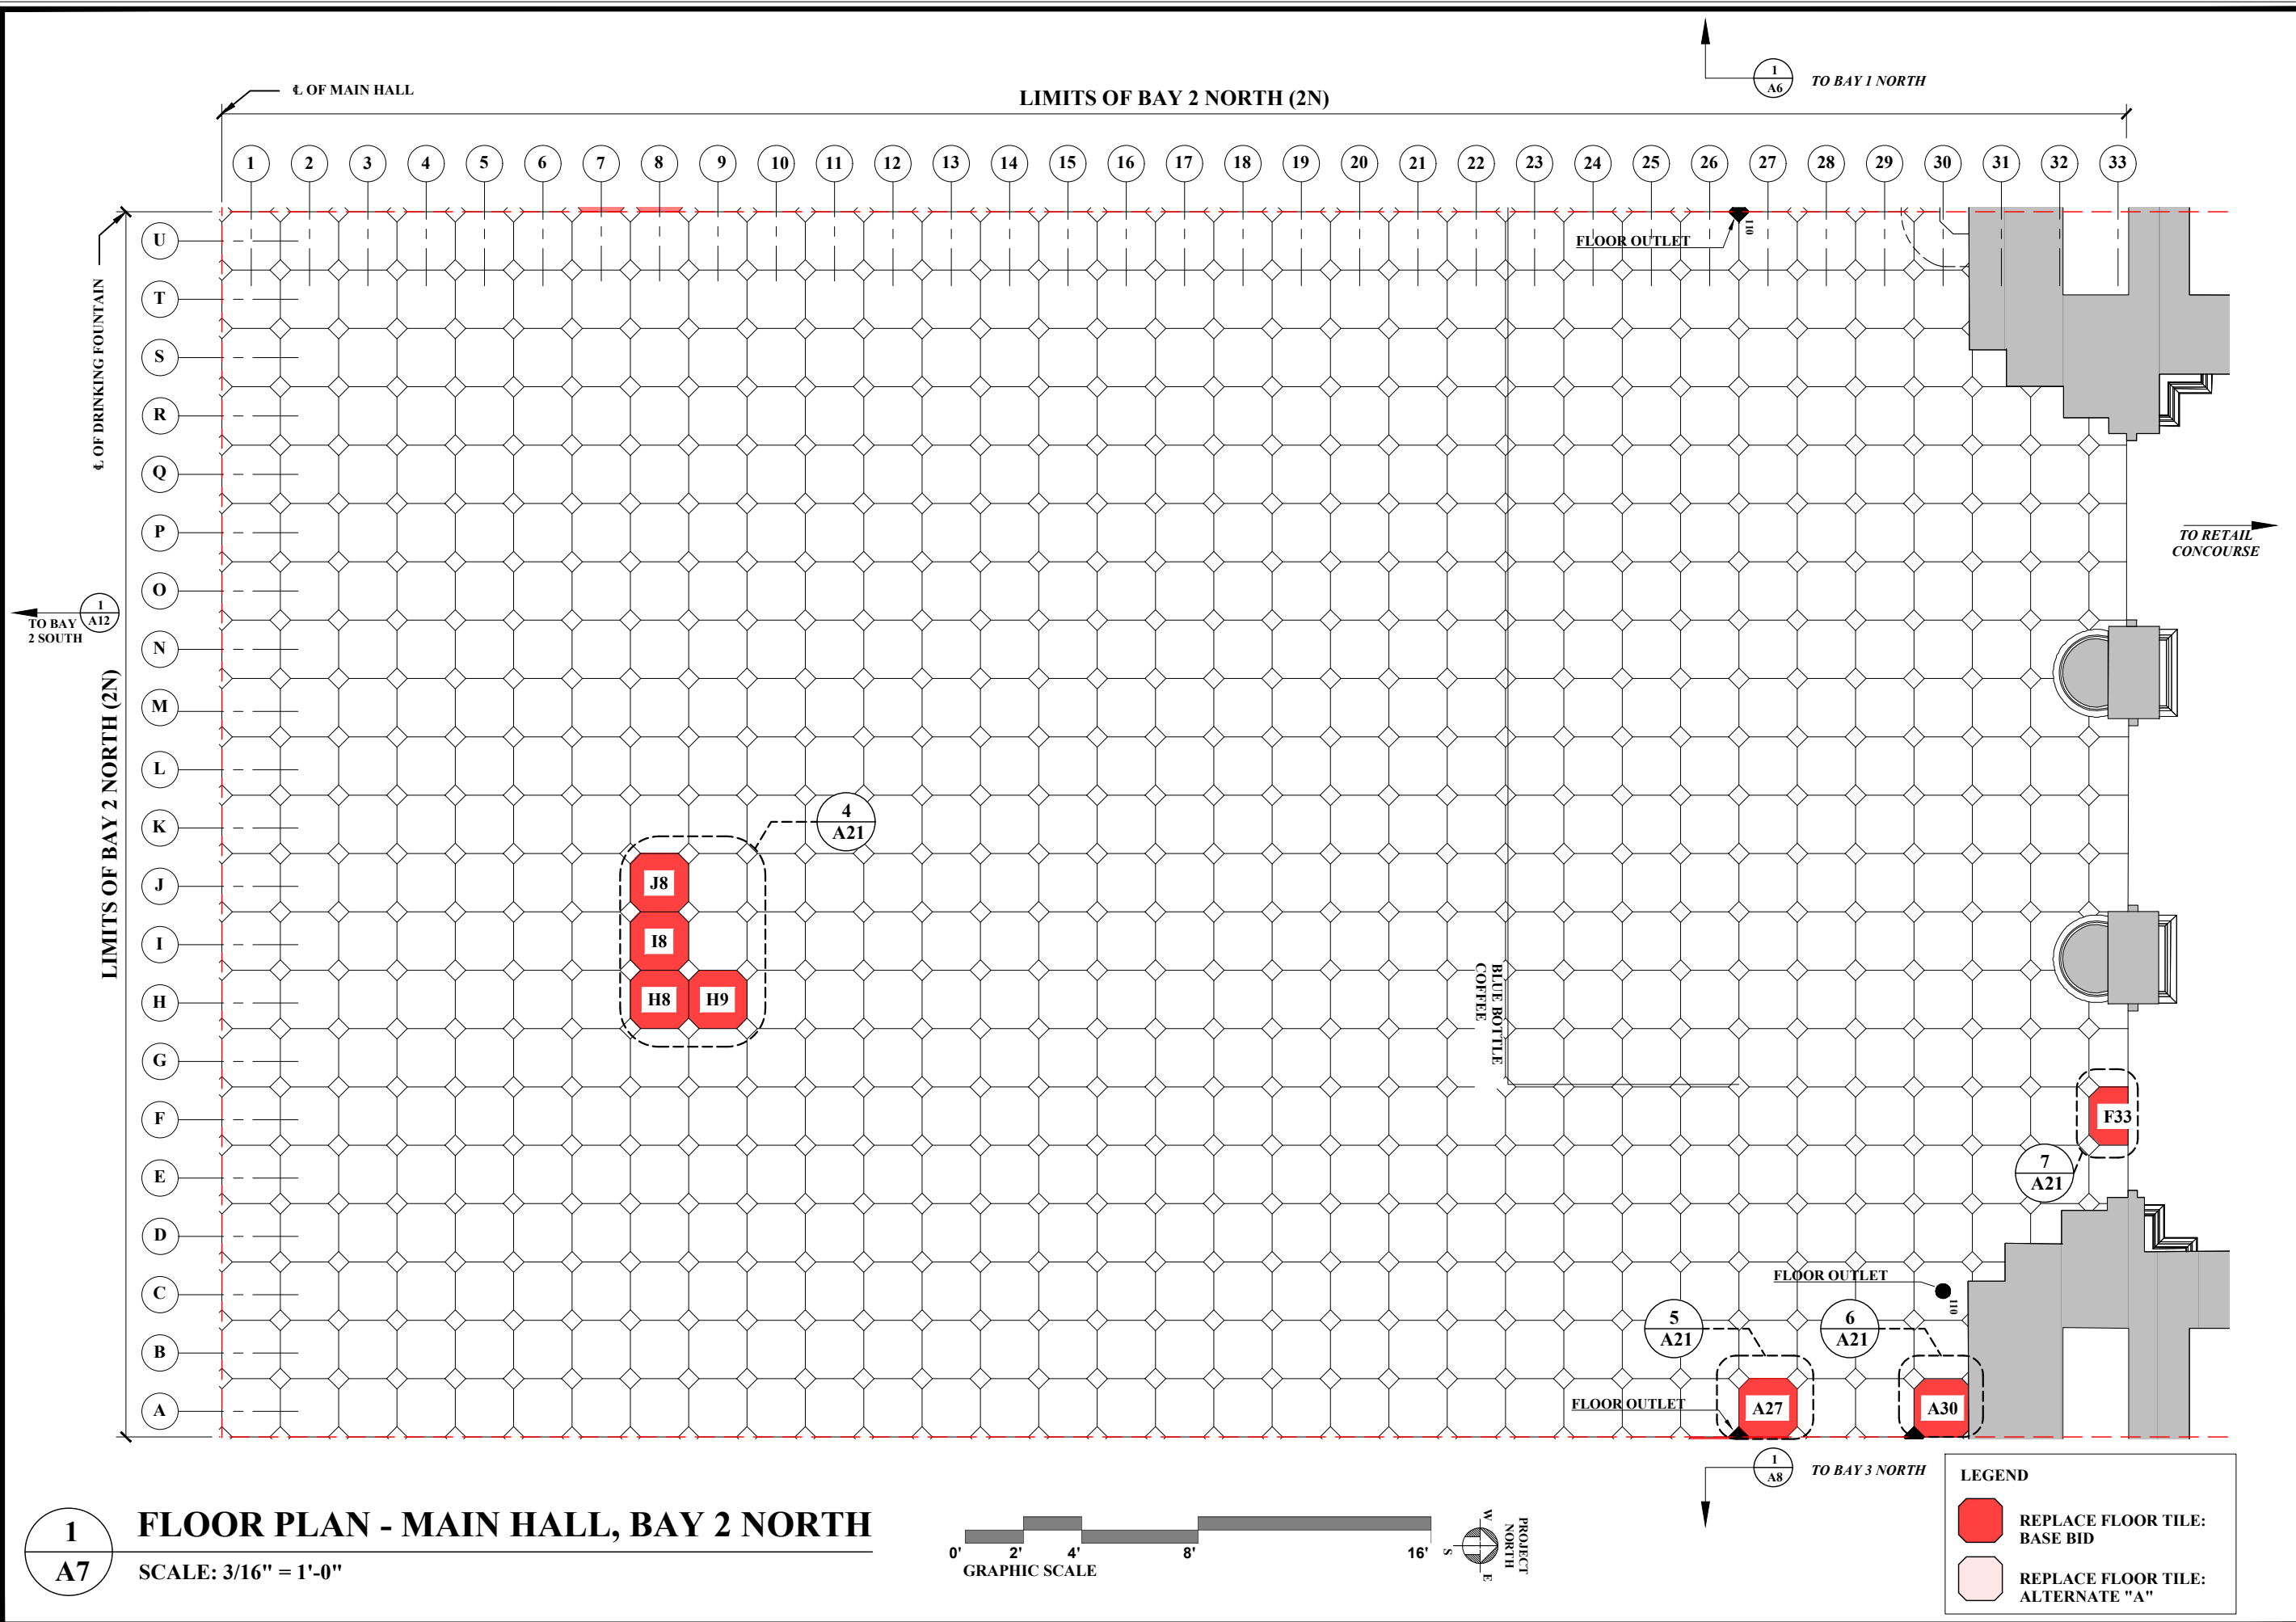 ℄ OF MAIN HALL
LIMITS OF BAY 2 NORTH (2N)
1
A6
TO BAY 1 NORTH
1 2 3 4 5 6 7 8 9 10 11 12 13 14 15 16 17 18 19 20 21 22 23 24 25 26 27 28 29 30 31 32 33
℄ OF DRINKING FOUNTAIN
U
FLOOR OUTLET
110
T
S
R
Q
P
TO RETAIL
CONCOURSE
O
1
A12
TO BAY
2 SOUTH
N
LIMITS OF BAY 2 NORTH (2N)
M
L
K
4
A21
J
J8
I
I8
H
H8 H9
BLUE BOTTLE
COFFEE
G
F
F33
7
A21
E
D
C
FLOOR OUTLET
110
5
A21
6
A21
B
A
FLOOR OUTLET
A27
A30
1
A8
TO BAY 3 NORTH
LEGEND
REPLACE FLOOR TILE:
BASE BID
REPLACE FLOOR TILE:
ALTERNATE "A"
1
A7
FLOOR PLAN - MAIN HALL, BAY 2 NORTH
SCALE: 3/16" = 1'-0"
0' 2' 4' 8' 16'
GRAPHIC SCALE
W
S
E
PROJECT
NORTH